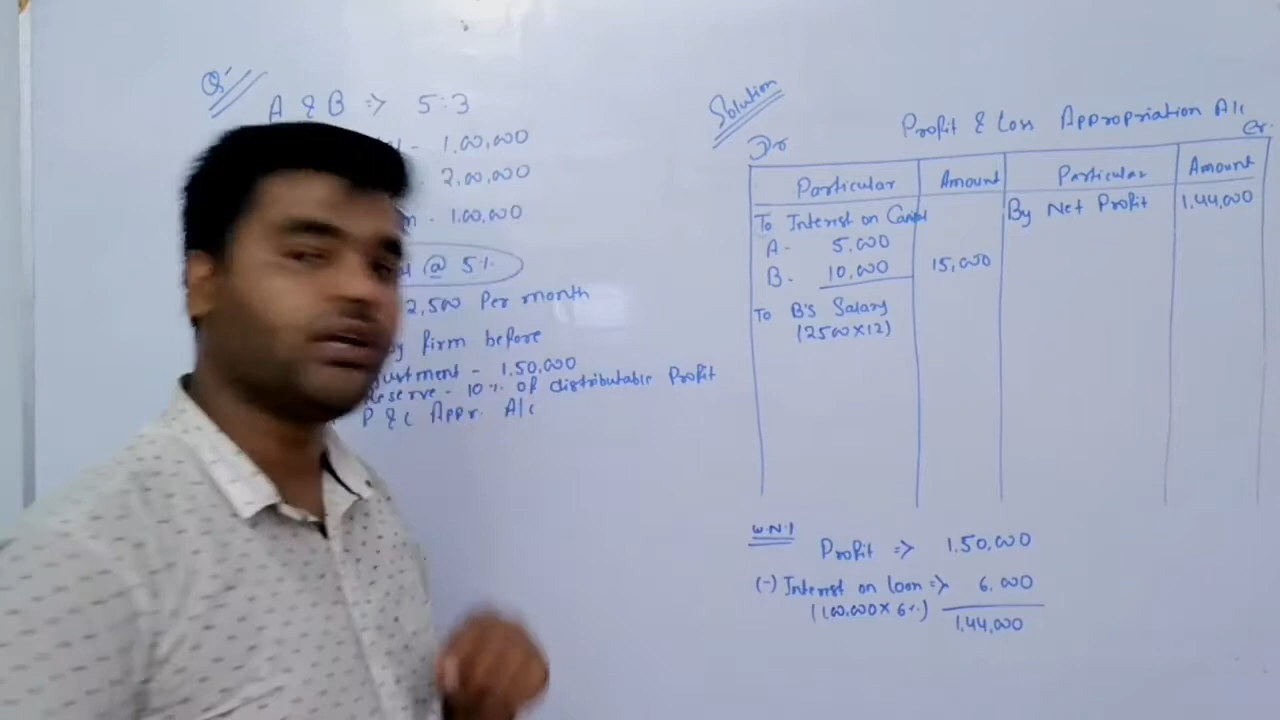 Q'
A & B => 5:3
1,00,000
2,00,000
- 1,00,000
@ 5%
2,500 Per month
by firm before
justment - 1,50,000
Reserve - 10% of distributable Profit
P & L Appr. A/c
Solution
Profit & Loss Appropriation A/c
Dr
Cr.
Particular Amount Particular Amount
To Interest on Capital By Net Profit 1,44,000
A - 5,000
B - 10,000 15,000
To B's Salary
(2500×12)
W.N.1
Profit => 1,50,000
(-) Interest on loan => 6,000
(1,00,000 × 6%)
1,44,000